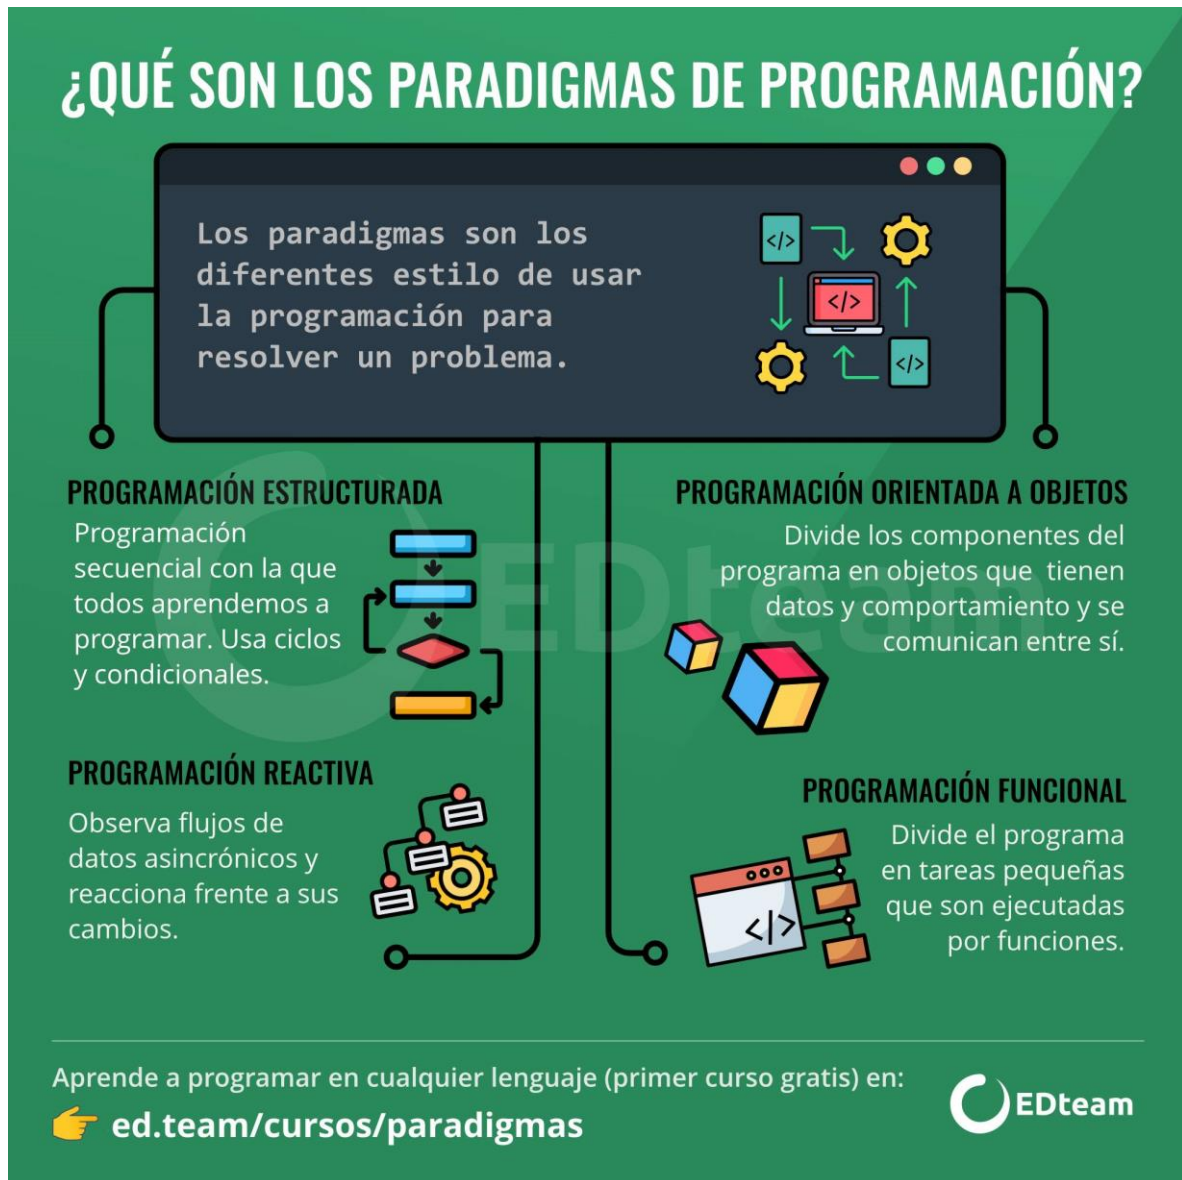 ¿QUÉ SON LOS PARADIGMAS DE PROGRAMACIÓN?
Los paradigmas son los
diferentes estilo de usar
la programación para
resolver un problema.
</>
</>
</>
PROGRAMACIÓN ESTRUCTURADA
Programación
secuencial con la que
todos aprendemos a
programar. Usa ciclos
y condicionales.
PROGRAMACIÓN ORIENTADA A OBJETOS
Divide los componentes del
programa en objetos que tienen
datos y comportamiento y se
comunican entre sí.
EDteam
PROGRAMACIÓN REACTIVA
Observa flujos de
datos asincrónicos y
reacciona frente a sus
cambios.
PROGRAMACIÓN FUNCIONAL
Divide el programa
en tareas pequeñas
que son ejecutadas
por funciones.
</>
Aprende a programar en cualquier lenguaje (primer curso gratis) en:
👉 ed.team/cursos/paradigmas
EDteam